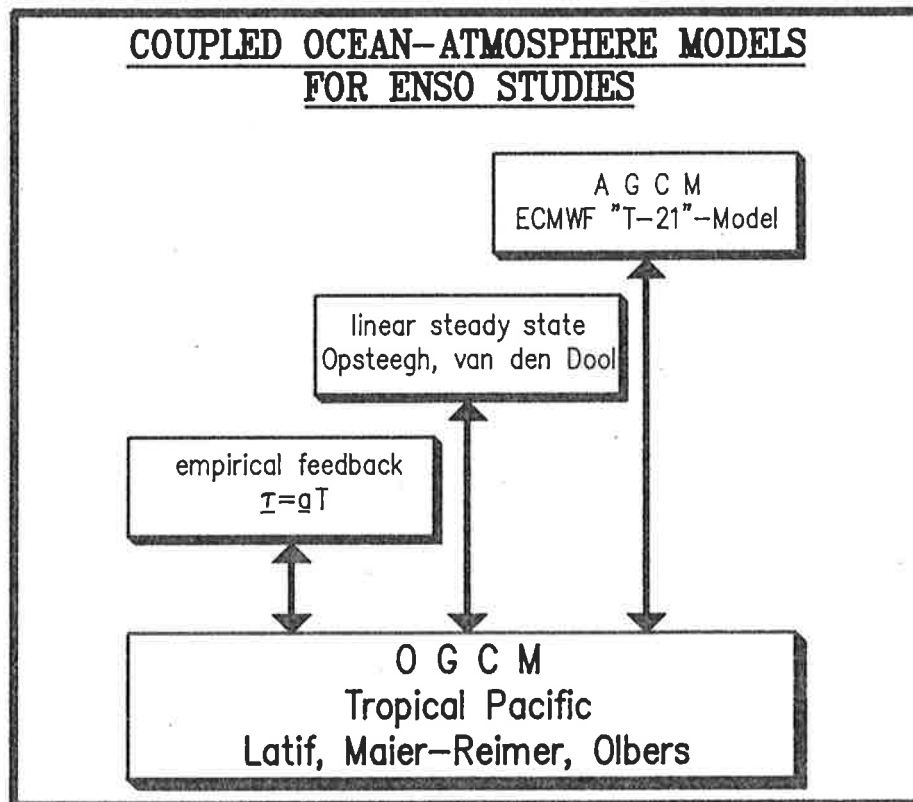 COUPLED OCEAN-ATMOSPHERE MODELS
FOR ENSO STUDIES
A G C M
ECMWF "T-21"-Model
linear steady state
Opsteegh, van den Dool
empirical feedback
τ=aT
O G C M
Tropical Pacific
Latif, Maier-Reimer, Olbers